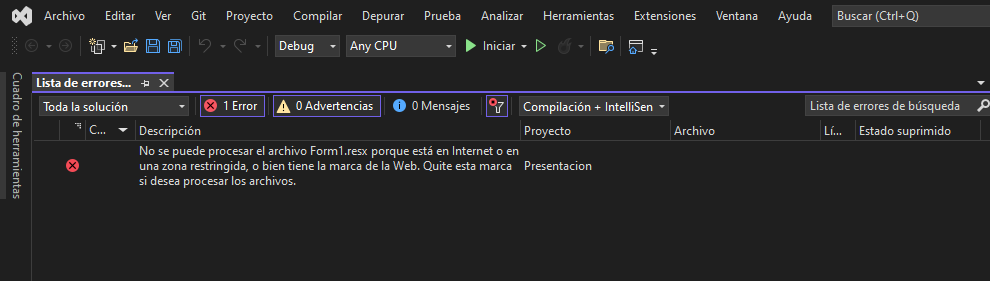 Archivo Editar Ver Git Proyecto Compilar Depurar Prueba Analizar Herramientas Extensiones Ventana Ayuda Buscar (Ctrl+Q)
Debug Any CPU Iniciar
Cuadro de herramientas
Lista de errores...
Toda la solución 1 Error 0 Advertencias 0 Mensajes Compilación + IntelliSen Lista de errores de búsqueda
C... Descripción Proyecto Archivo Lí... Estado suprimido
No se puede procesar el archivo Form1.resx porque está en Internet o en
una zona restringida, o bien tiene la marca de la Web. Quite esta marca Presentacion
si desea procesar los archivos.